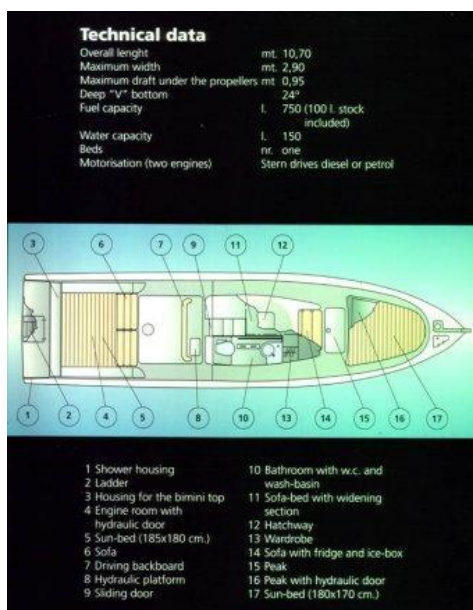 Technical data
Overall lenght mt. 10,70
Maximum width mt. 2,90
Maximum draft under the propellers mt 0,95
Deep "V" bottom 24°
Fuel capacity l. 750 (100 l. stock
included)
Water capacity l. 150
Beds nr. one
Motorisation (two engines) Stern drives diesel or petrol
3 6 7 9 11 12
1 2 4 5 8 10 13 14 15 16 17
1 Shower housing
2 Ladder
3 Housing for the bimini top
4 Engine room with
hydraulic door
5 Sun-bed (185x180 cm.)
6 Sofa
7 Driving backboard
8 Hydraulic platform
9 Sliding door
10 Bathroom with w.c. and
wash-basin
11 Sofa-bed with widening
section
12 Hatchway
13 Wardrobe
14 Sofa with fridge and ice-box
15 Peak
16 Peak with hydraulic door
17 Sun-bed (180x170 cm.)